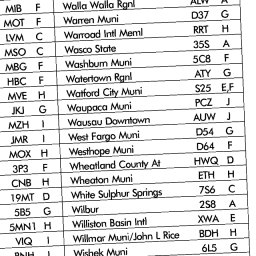 MIB F Walla Walla Rgnl ALW A
MOT F Warren Muni D37 G
LVM C Warroad Intl Meml RRT H
MSO C Wasco State 35S A
MBG F Washburn Muni 5C8 F
HBC F Watertown Rgnl ATY G
MVE H Watford City Muni S25 E,F
JKJ G Waupaca Muni PCZ J
MZH I Wausau Downtown AUW J
JMR I West Fargo Muni D54 G
MOX H Westhope Muni D64 F
3P3 F Wheatland County At HWQ D
CNB H Wheaton Muni ETH H
19MT D White Sulphur Springs 7S6 C
5B5 G Wilbur 2S8 A
5MN1 H Williston Basin Intl XWA E
VIQ I Willmar Muni/John L Rice BDH H
Wishek Muni 6L5 G